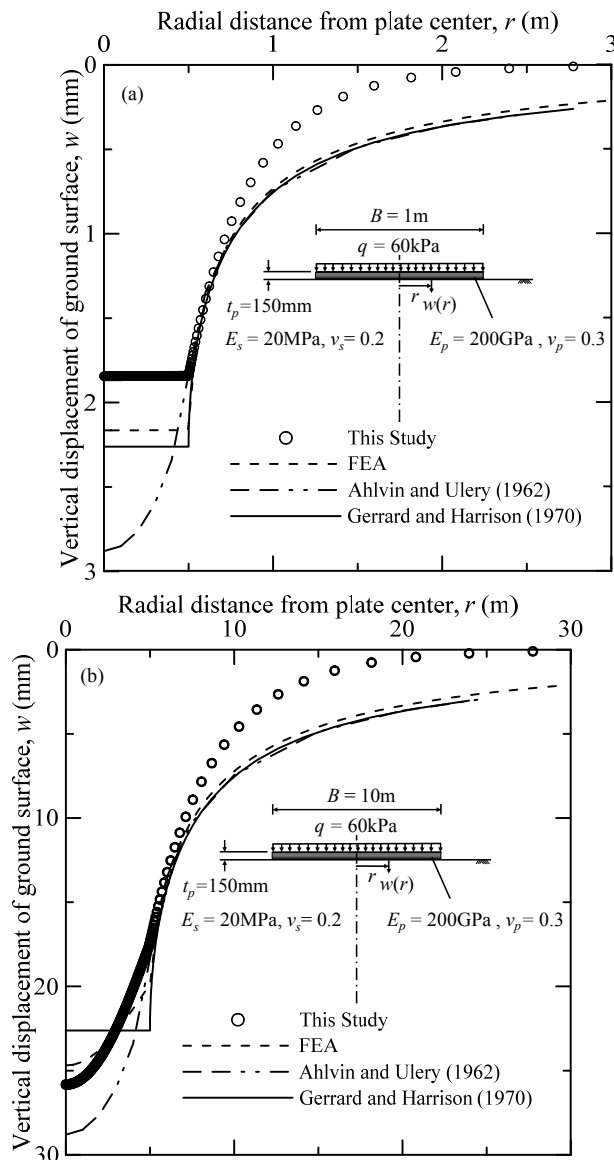 Radial distance from plate center, r (m)
0 1 2 3
Vertical displacement of ground surface, w (mm)
0
1
2
3
(a)
B = 1m
q = 60kPa
t_p=150mm
r
w(r)
E_s = 20MPa, ν_s= 0.2
E_p = 200GPa , ν_p= 0.3
This Study
FEA
Ahlvin and Ulery (1962)
Gerrard and Harrison (1970)
Radial distance from plate center, r (m)
0 10 20 30
Vertical displacement of ground surface, w (mm)
0
10
20
30
(b)
B = 10m
q = 60kPa
t_p=150mm
r
w(r)
E_s = 20MPa, ν_s= 0.2
E_p = 200GPa , ν_p= 0.3
This Study
FEA
Ahlvin and Ulery (1962)
Gerrard and Harrison (1970)